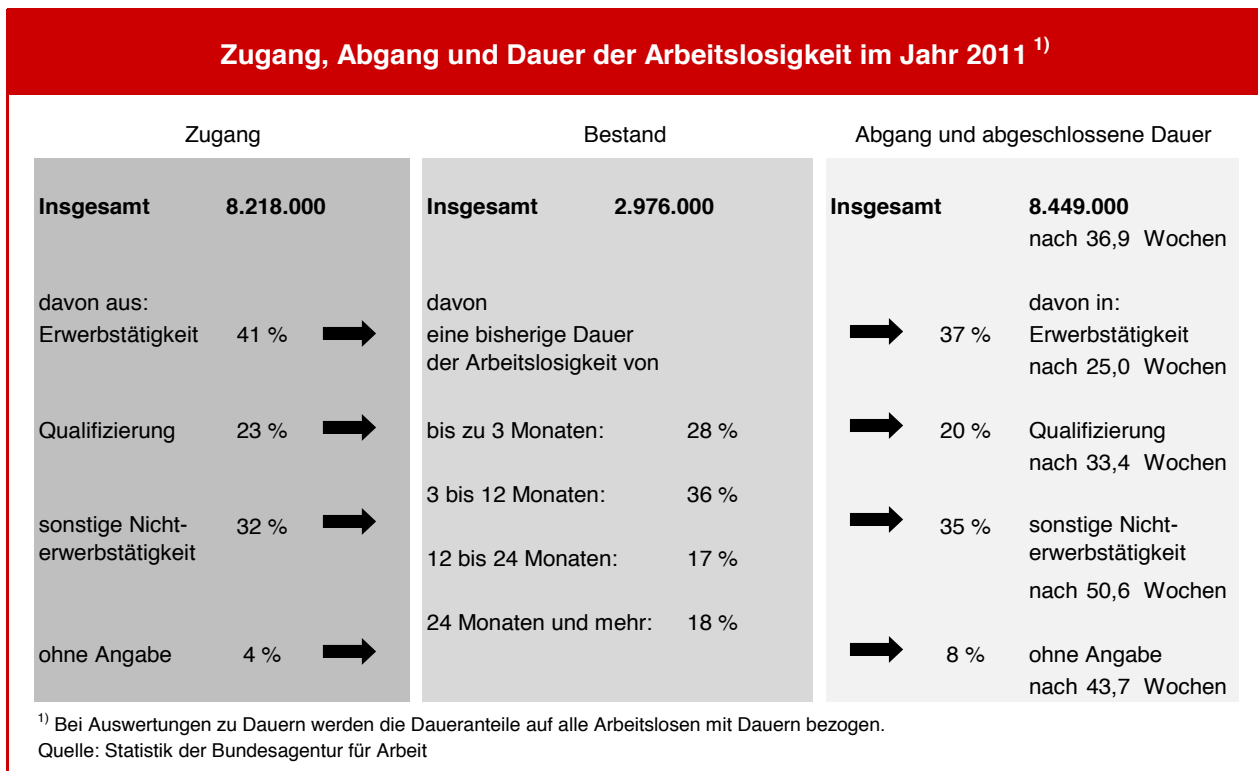 Zugang, Abgang und Dauer der Arbeitslosigkeit im Jahr 2011 1)
Zugang
Insgesamt 8.218.000
davon aus:
Erwerbstätigkeit 41 %
Qualifizierung 23 %
sonstige Nicht- 32 %
erwerbstätigkeit
ohne Angabe 4 %
Bestand
Insgesamt 2.976.000
davon
eine bisherige Dauer
der Arbeitslosigkeit von
bis zu 3 Monaten: 28 %
3 bis 12 Monaten: 36 %
12 bis 24 Monaten: 17 %
24 Monaten und mehr: 18 %
Abgang und abgeschlossene Dauer
Insgesamt 8.449.000
nach 36,9 Wochen
davon in:
37 % Erwerbstätigkeit
nach 25,0 Wochen
20 % Qualifizierung
nach 33,4 Wochen
35 % sonstige Nicht-
erwerbstätigkeit
nach 50,6 Wochen
8 % ohne Angabe
nach 43,7 Wochen
1) Bei Auswertungen zu Dauern werden die Daueranteile auf alle Arbeitslosen mit Dauern bezogen.
Quelle: Statistik der Bundesagentur für Arbeit